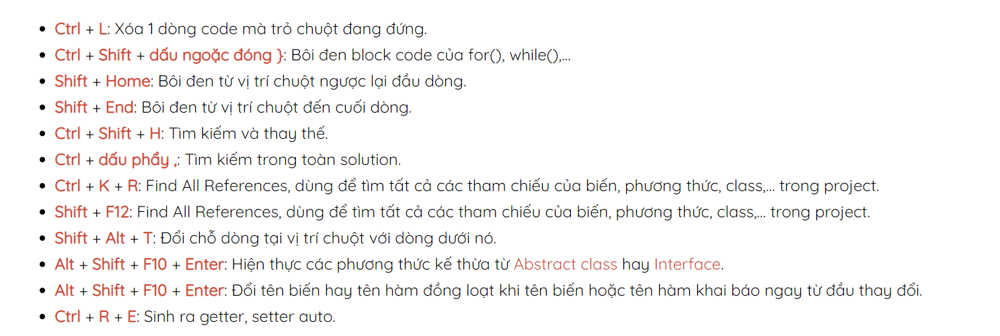 • Ctrl + L: Xóa 1 dòng code mà trỏ chuột đang đứng.
• Ctrl + Shift + dấu ngoặc đóng }: Bôi đen block code của for(), while(),...
• Shift + Home: Bôi đen từ vị trí chuột ngược lại đầu dòng.
• Shift + End: Bôi đen từ vị trí chuột đến cuối dòng.
• Ctrl + Shift + H: Tìm kiếm và thay thế.
• Ctrl + dấu phẩy ,: Tìm kiếm trong toàn solution.
• Ctrl + K + R: Find All References, dùng để tìm tất cả các tham chiếu của biến, phương thức, class,... trong project.
• Shift + F12: Find All References, dùng để tìm tất cả các tham chiếu của biến, phương thức, class,... trong project.
• Shift + Alt + T: Đổi chỗ dòng tại vị trí chuột với dòng dưới nó.
• Alt + Shift + F10 + Enter: Hiện thực các phương thức kế thừa từ Abstract class hay Interface.
• Alt + Shift + F10 + Enter: Đổi tên biến hay tên hàm đồng loạt khi tên biến hoặc tên hàm khai báo ngay từ đầu thay đổi.
• Ctrl + R + E: Sinh ra getter, setter auto.